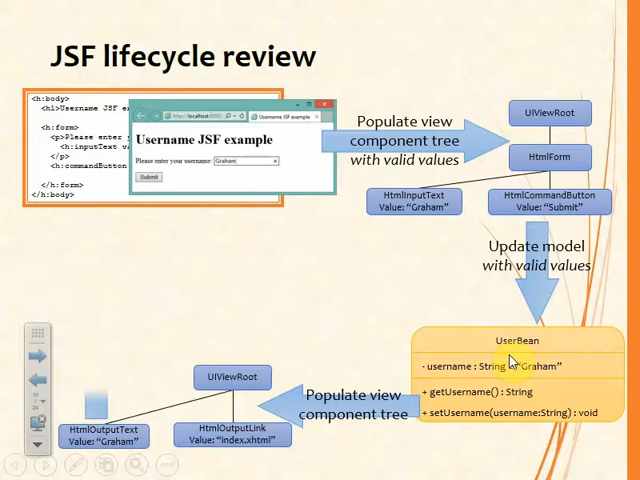 JSF lifecycle review
<h:body>
<h1>Username JSF
<h:form>
<p>Please enter
<h:inputText
</p>
<h:commandButton
</h:form>
</h:body>
Username JSF example
Username JSF example
Please enter your username: Graham
Submit
Populate view
component tree
with valid values
UIViewRoot
HtmlForm
HtmlInputText
Value: "Graham"
HtmlCommandButton
Value: "Submit"
Update model
with valid values
UserBean
- username : String = "Graham"
+ getUsername() : String
+ setUsername(username:String) : void
Populate view
component tree
UIViewRoot
HtmlOutputText
Value: "Graham"
HtmlOutputLink
Value: "index.xhtml"